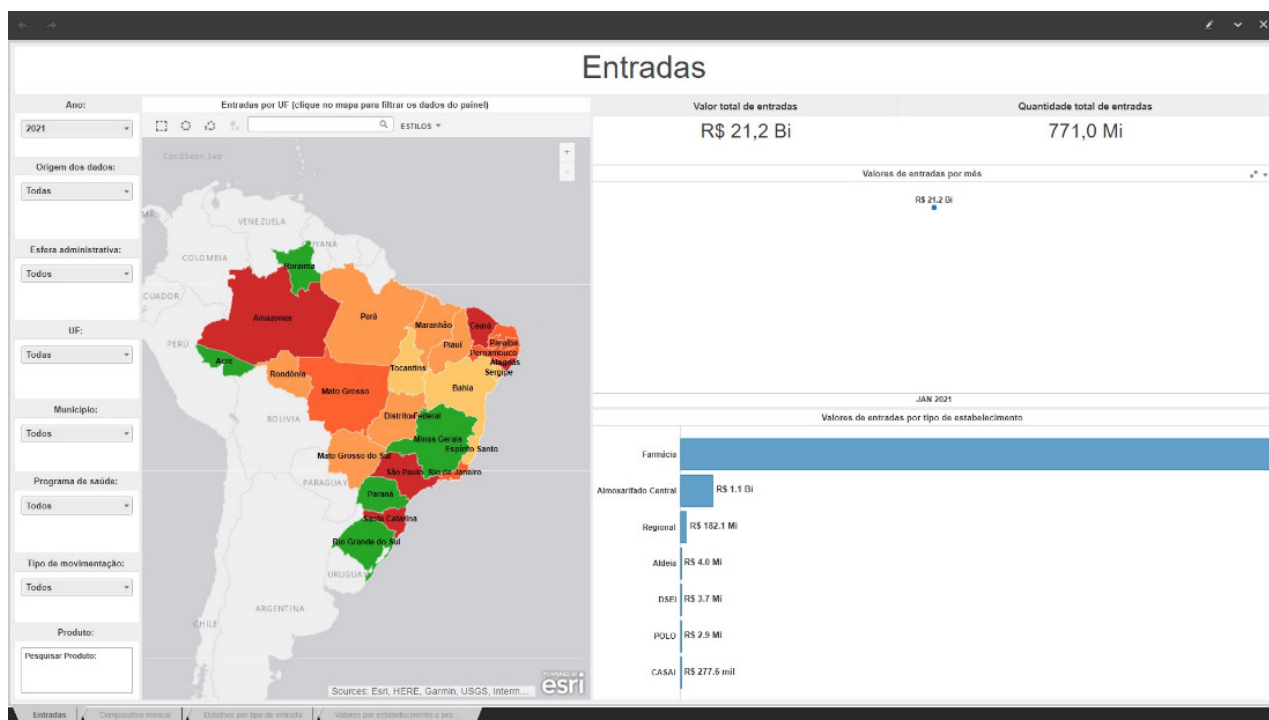 Entradas
Ano:
2021
Origem dos dados:
Todas
Esfera administrativa:
Todos
UF:
Todas
Município:
Todos
Programa de saúde:
Todos
Tipo de movimentação:
Todos
Produto:
Pesquisar Produto:
Entradas por UF (clique no mapa para filtrar os dados do painel)
ESTILOS
+
-
Caribbean Sea
VENEZUELA
GUYANA
COLOMBIA
Roraima
CUADOR
Amazonas
Pará
Maranhão
Ceará
PERÚ
Piauí
Paraíba
Pernambuco
Acre
Alagoas
Rondônia
Tocantins
Sergipe
Mato Grosso
Bahia
BOLIVIA
Distrito Federal
Minas Gerais
Espírito Santo
Mato Grosso do Sul
São Paulo
Rio de Janeiro
PARAGUAY
Paraná
Santa Catarina
Rio Grande do Sul
URUGUAY
ARGENTINA
CHILE
POWERED BY
esri
Sources: Esri, HERE, Garmin, USGS, Interm...
Valor total de entradas
R$ 21,2 Bi
Quantidade total de entradas
771,0 Mi
Valores de entradas por mês
R$ 21.2 Bi
JAN 2021
Valores de entradas por tipo de estabelecimento
Farmácia
Almoxarifado Central R$ 1.1 Bi
Regional R$ 182.1 Mi
Aldeia R$ 4.0 Mi
DSEI R$ 3.7 Mi
POLO R$ 2.9 Mi
CASAI R$ 277.6 mil
Entradas
Comparativo mensal
Detalhes por tipo de entrada
Valores por estabelecimento e pro...